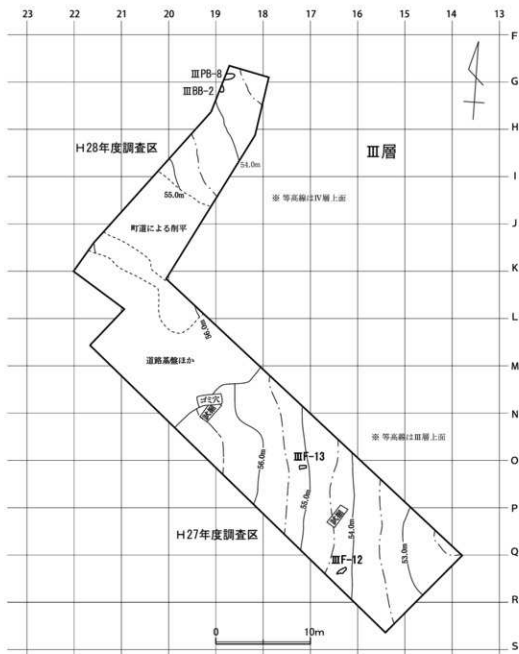 23 22 21 20 19 18 17 16 15 14 13
F
ⅢPB-8
G
ⅢBB-2
H
H28年度調査区
Ⅲ層
54.0m
I
55.0m
※ 等高線はⅣ層上面
J
町道による削平
K
L
56.0m
道路基盤ほか
M
ゴミ穴
試掘
N
※ 等高線はⅢ層上面
O
ⅢF-13
56.0m
55.0m
P
試掘
54.0m
H27年度調査区
53.0m
Q
ⅢF-12
R
0 10m
S